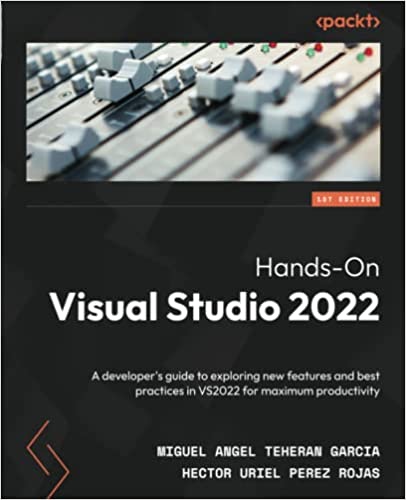 <packt>
1ST EDITION
Hands-On
Visual Studio 2022
A developer's guide to exploring new features and best
practices in VS2022 for maximum productivity
MIGUEL ANGEL TEHERAN GARCIA
HECTOR URIEL PEREZ ROJAS